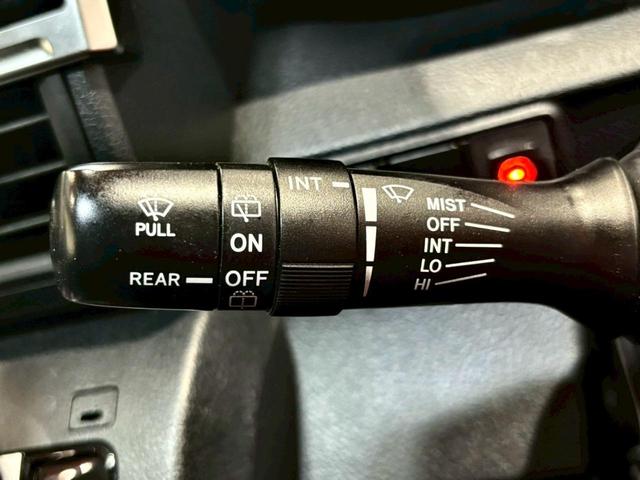 PULL
REAR
ON
OFF
INT
MIST
OFF
INT
LO
HI